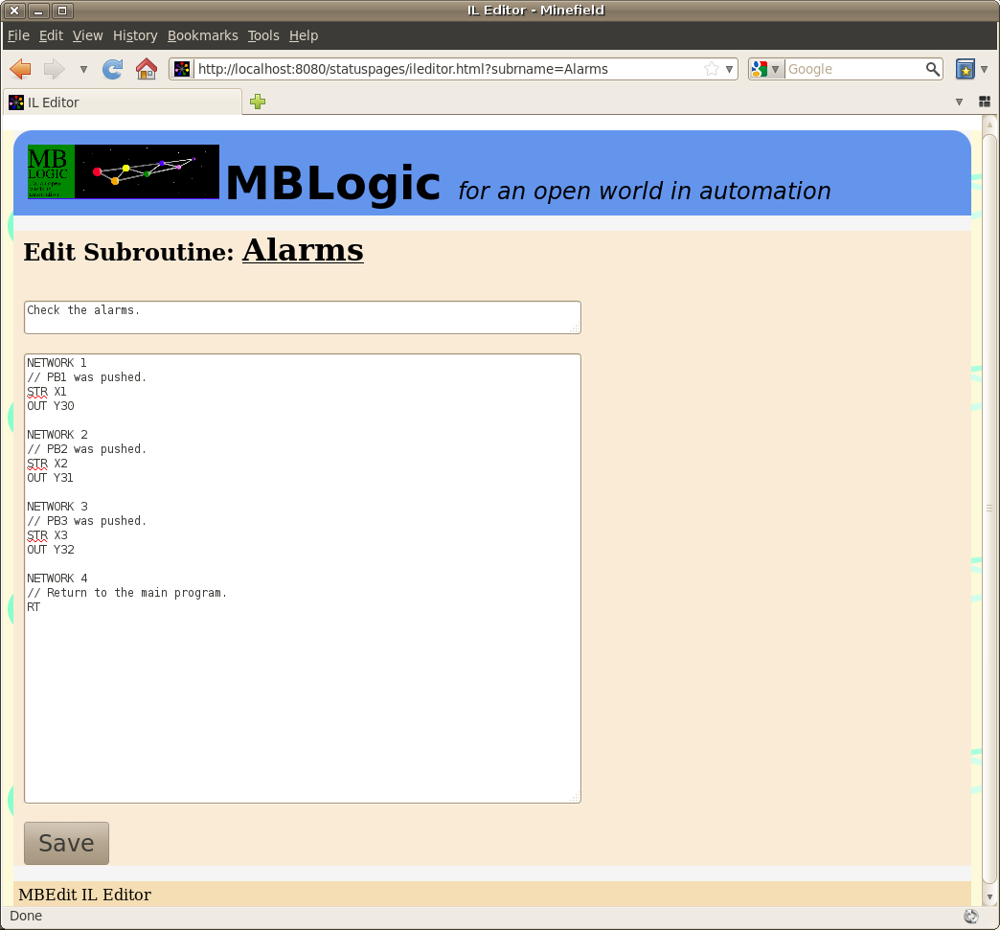 IL Editor - Minefield
File Edit View History Bookmarks Tools Help
http://localhost:8080/statuspages/ileditor.html?subrname=Alarms
Google
IL Editor
MB
LOGIC
MBLogic for an open world in automation
Edit Subroutine: Alarms
Check the alarms.
NETWORK 1
// PB1 was pushed.
STR X1
OUT Y30
NETWORK 2
// PB2 was pushed.
STR X2
OUT Y31
NETWORK 3
// PB3 was pushed.
STR X3
OUT Y32
NETWORK 4
// Return to the main program.
RT
Save
MBEdit IL Editor
Done